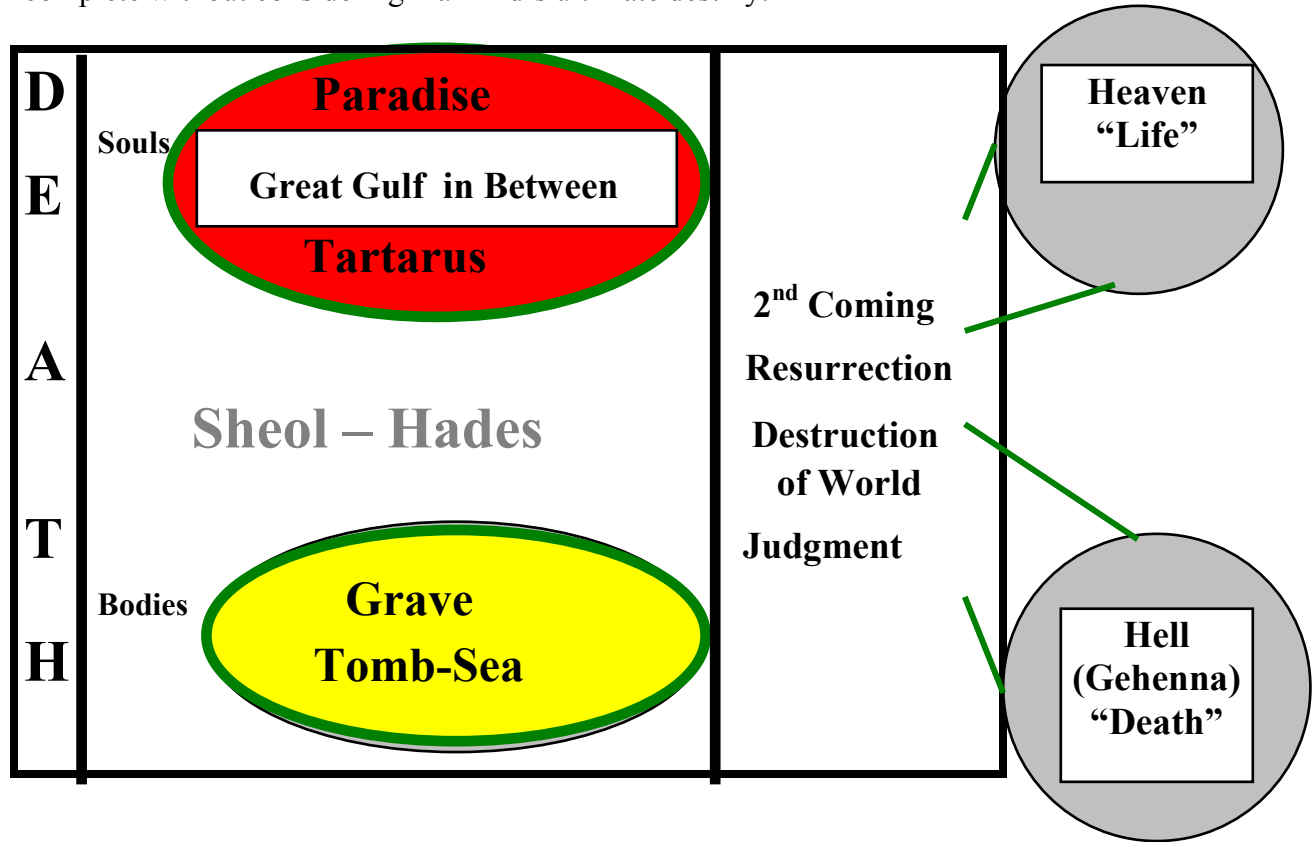 D
E
A
T
H
Souls
Paradise
Great Gulf in Between
Tartarus
Sheol – Hades
Bodies
Grave
Tomb-Sea
2nd Coming
Resurrection
Destruction
of World
Judgment
Heaven
“Life”
Hell
(Gehenna)
“Death”